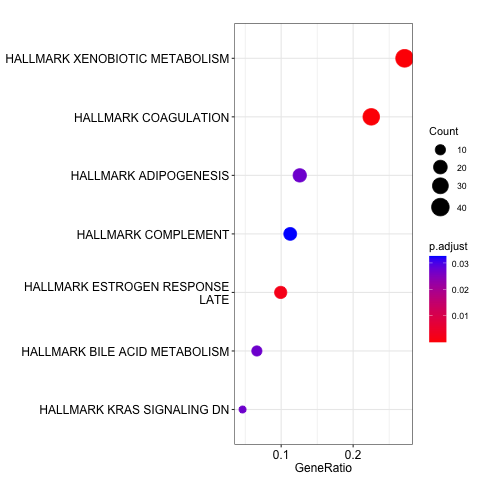 HALLMARK XENOBIOTIC METABOLISM
HALLMARK COAGULATION
HALLMARK ADIPOGENESIS
HALLMARK COMPLEMENT
HALLMARK ESTROGEN RESPONSE
LATE
HALLMARK BILE ACID METABOLISM
HALLMARK KRAS SIGNALING DN
0.1
0.2
GeneRatio
Count
10
20
30
40
p.adjust
0.03
0.02
0.01